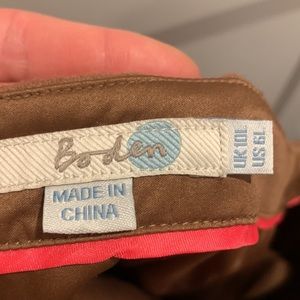 Boden
UK 10L
US 6L
MADE IN
CHINA